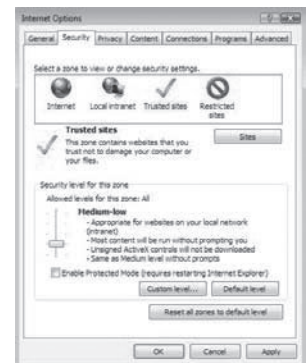 Internet Options
General Security Privacy Content Connections Programs Advanced
Select a zone to view or change security settings.
Internet Local intranet Trusted sites Restricted
sites
Trusted sites
Sites
This zone contains websites that you
trust not to damage your computer or
your files.
Security level for this zone
Allowed levels for this zone: All
Medium-low
- Appropriate for websites on your local network
(intranet)
- Most content will be run without prompting you
- Unsigned ActiveX controls will not be downloaded
- Same as Medium level without prompts
Enable Protected Mode (requires restarting Internet Explorer)
Custom level... Default level
Reset all zones to default level
OK Cancel Apply